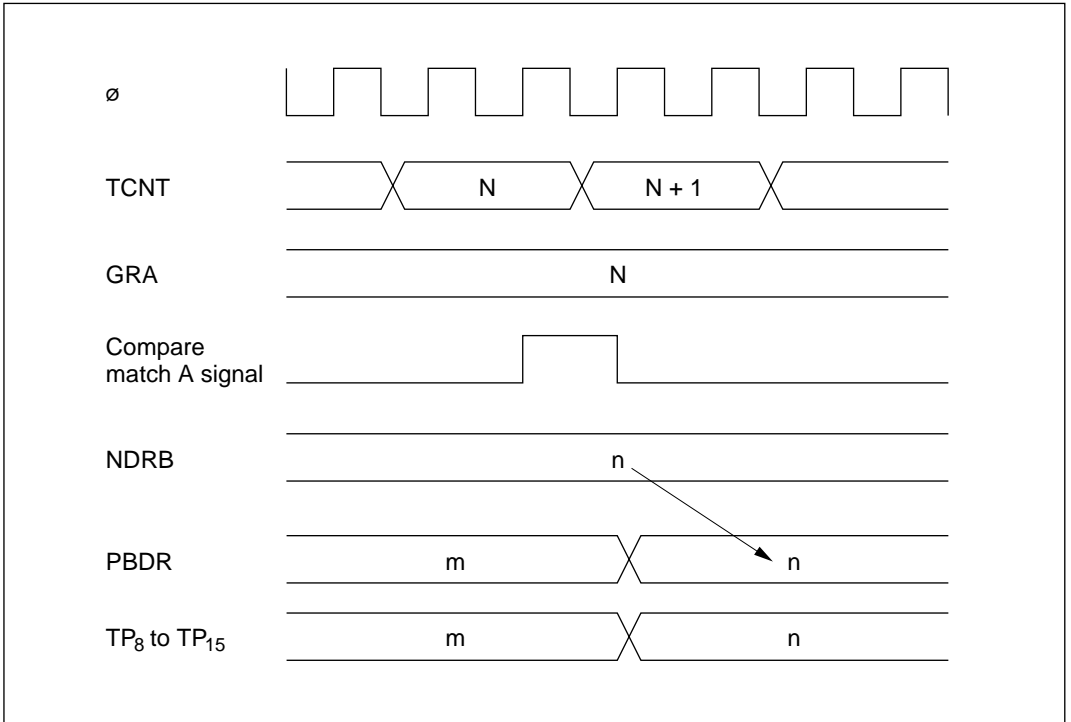 ø
TCNT N N + 1
GRA N
Compare
match A signal
NDRB n
PBDR m n
TP8 to TP15 m n